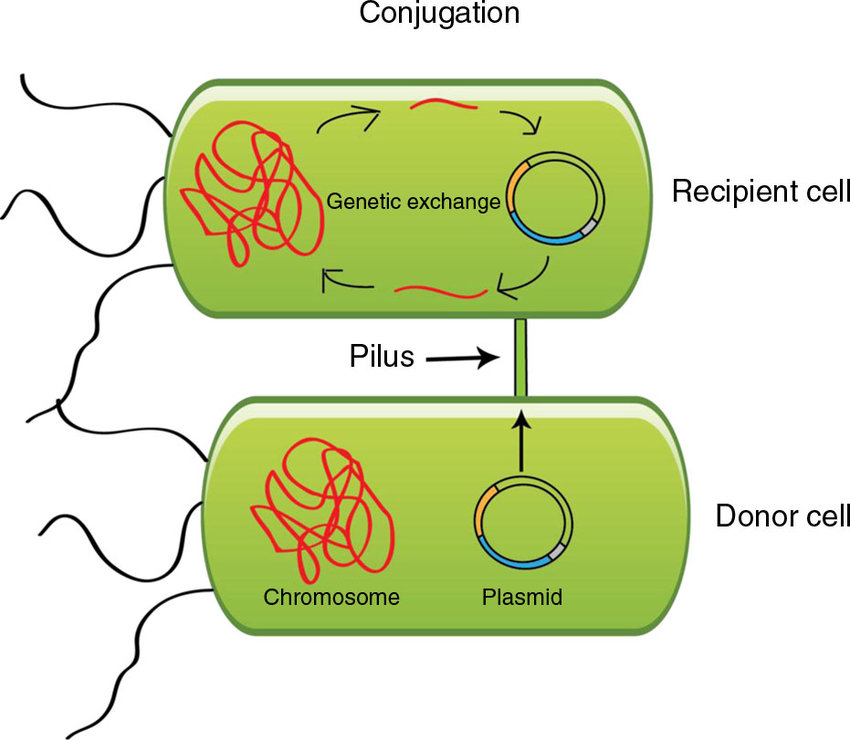 Conjugation
Recipient cell
Genetic exchange
Pilus
Donor cell
Chromosome
Plasmid